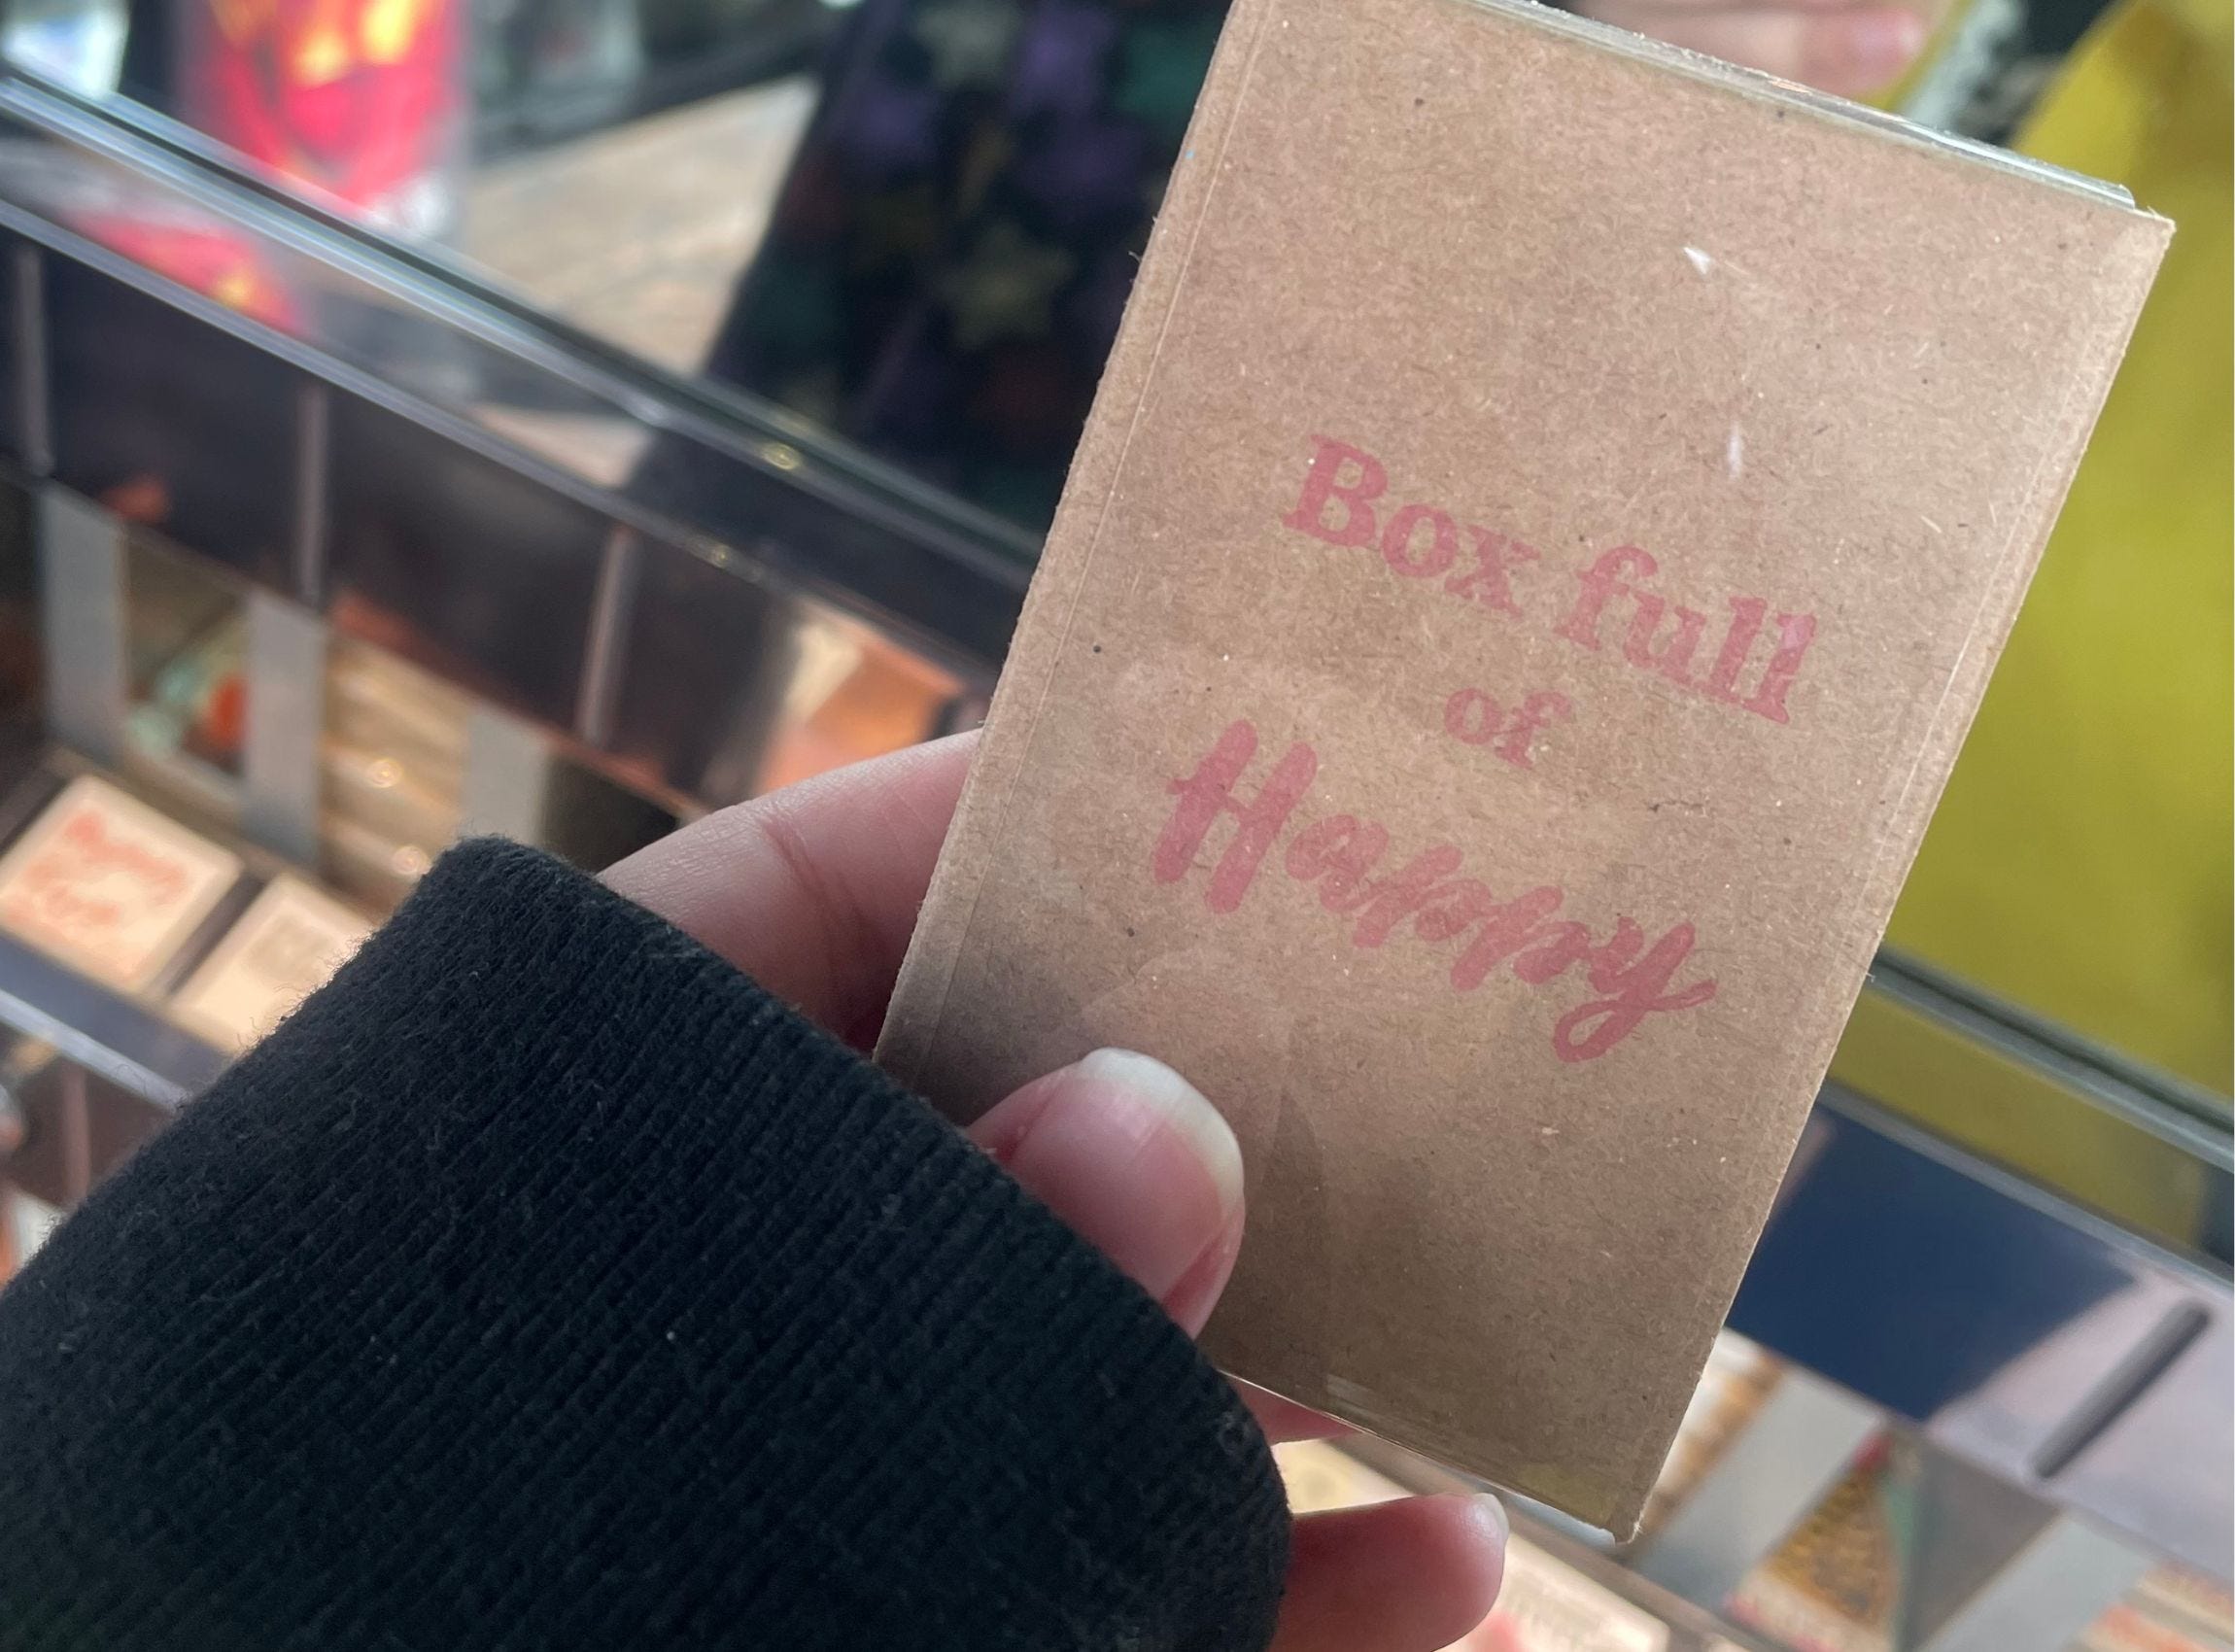 Box full
of
Happy